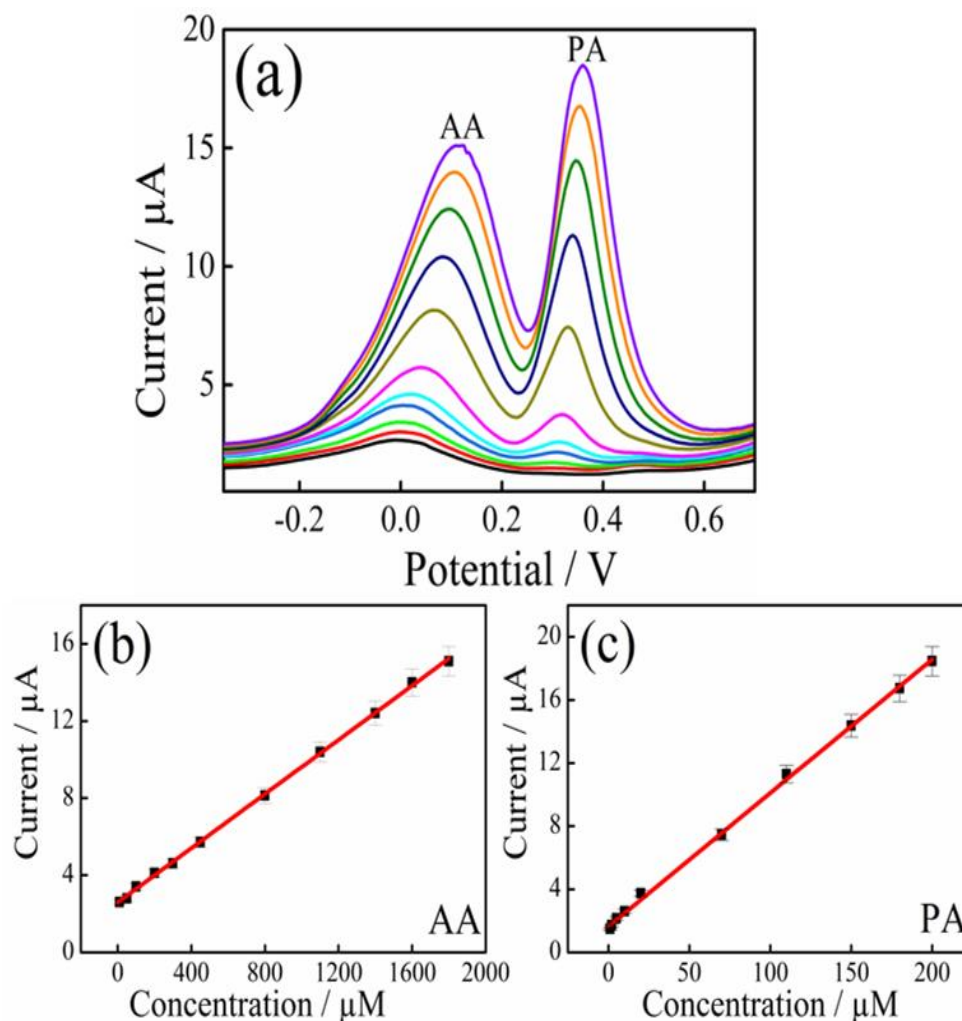 (a)
AA
PA
20
15
10
5
Current / µA
-0.2 0.0 0.2 0.4 0.6
Potential / V
(b)
16
12
8
4
0
Current / µA
AA
0 400 800 1200 1600 2000
Concentration / µM
(c)
20
16
12
8
4
0
Current / µA
PA
0 50 100 150 200
Concentration / µM